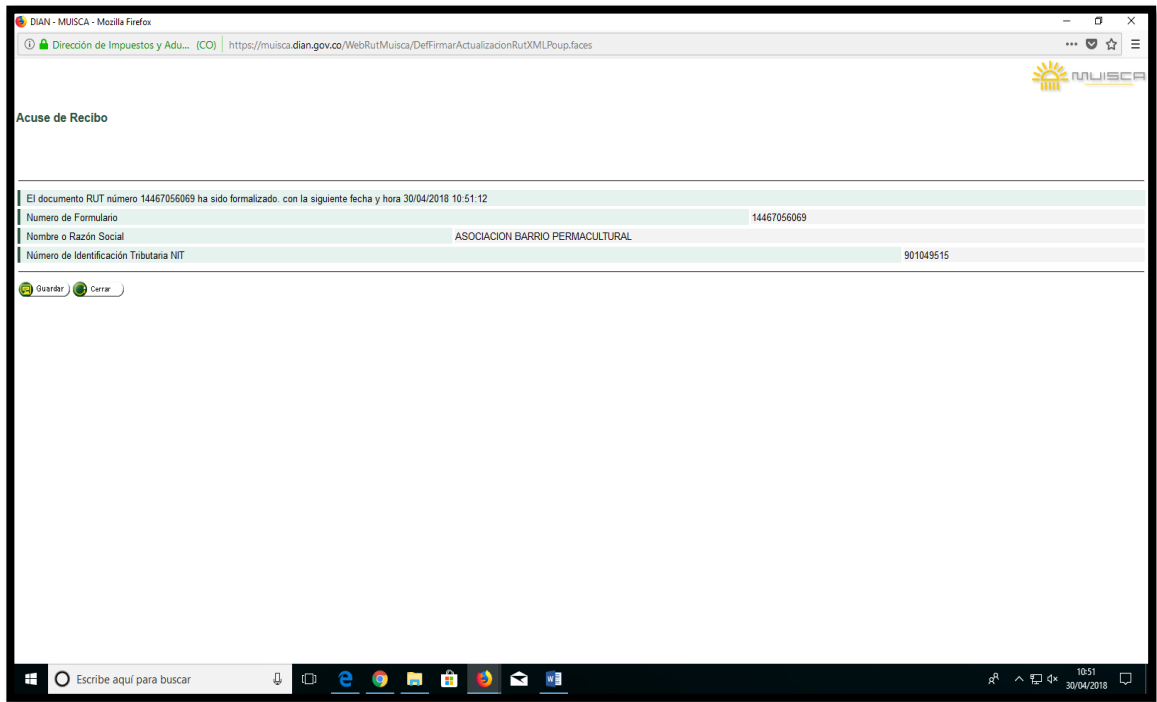 DIAN - MUISCA - Mozilla Firefox
Dirección de Impuestos y Adu... (CO) https://muisca.dian.gov.co/WebRutMuisca/DefFirmarActualizacionRutXMLPoup.faces
MUISCA
Acuse de Recibo
El documento RUT número 14467056069 ha sido formalizado. con la siguiente fecha y hora 30/04/2018 10:51:12
Numero de Formulario 14467056069
Nombre o Razón Social ASOCIACION BARRIO PERMACULTURAL
Número de Identificación Tributaria NIT 901049515
Guardar Cerrar
Escribe aquí para buscar
10:51
30/04/2018